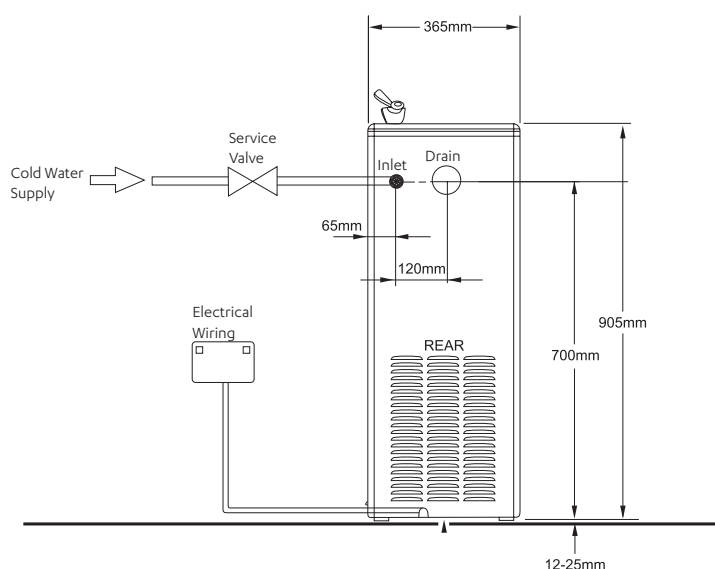 365mm
Service
Valve
Cold Water
Supply
Inlet
Drain
65mm
120mm
Electrical
Wiring
REAR
905mm
700mm
12-25mm